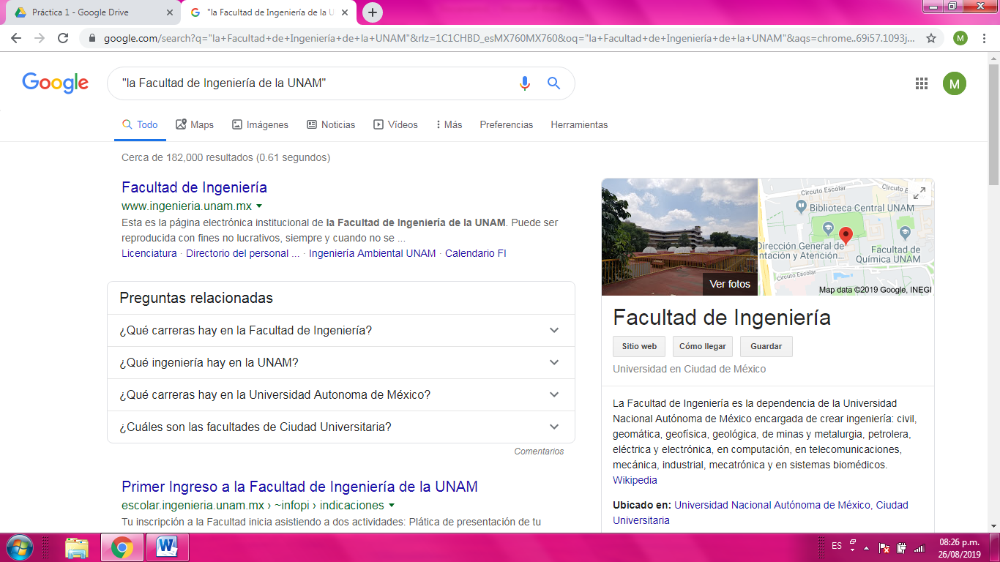 Práctica 1 - Google Drive
"la Facultad de Ingeniería de la U
google.com/search?q="la+Facultad+de+Ingeniería+de+la+UNAM"&rlz=1C1CHBD_esMX760MX760&oq="la+Facultad+de+Ingeniería+de+la+UNAM"&aqs=chrome..69i57.1093j...
M
Google
"la Facultad de Ingeniería de la UNAM"
M
Todo
Maps
Imágenes
Noticias
Vídeos
Más
Preferencias
Herramientas
Cerca de 182,000 resultados (0.61 segundos)
Facultad de Ingeniería
www.ingenieria.unam.mx
Esta es la página electrónica institucional de la Facultad de Ingeniería de la UNAM. Puede ser
reproducida con fines no lucrativos, siempre y cuando no se ...
Licenciatura · Directorio del personal ... · Ingeniería Ambiental UNAM · Calendario FI
Preguntas relacionadas
¿Qué carreras hay en la Facultad de Ingeniería?
¿Qué ingeniería hay en la UNAM?
¿Qué carreras hay en la Universidad Autonoma de México?
¿Cuáles son las facultades de Ciudad Universitaria?
Comentarios
Primer Ingreso a la Facultad de Ingeniería de la UNAM
escolar.ingenieria.unam.mx › ~infopi › indicaciones
Tu inscripción a la Facultad inicia asistiendo a dos actividades: Plática de presentación de tu
Ver fotos
Circuito Escolar
Circuito Esco
Biblioteca Central UNAM
Dirección General de
ntación y Atención...
Facultad de
Química UNAM
Circuito Escolar
Map data ©2019 Google, INEGI
Facultad de Ingeniería
Sitio web
Cómo llegar
Guardar
Universidad en Ciudad de México
La Facultad de Ingeniería es la dependencia de la Universidad
Nacional Autónoma de México encargada de crear ingeniería: civil,
geomática, geofísica, geológica, de minas y metalurgia, petrolera,
eléctrica y electrónica, en computación, en telecomunicaciones,
mecánica, industrial, mecatrónica y en sistemas biomédicos.
Wikipedia
Ubicado en: Universidad Nacional Autónoma de México, Ciudad
Universitaria
ES
08:26 p.m.
26/08/2019